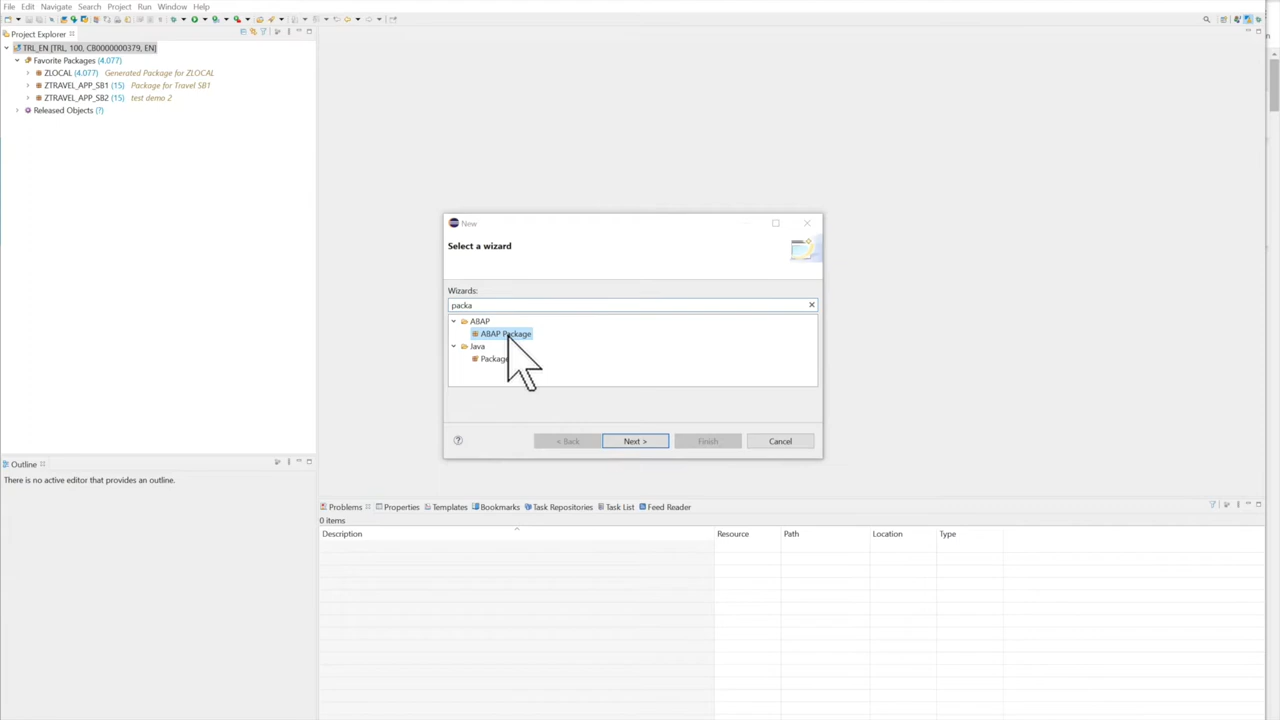 File Edit Navigate Search Project Run Window Help
Project Explorer
TRL_EN [TRL, 100, CB0000000379, EN]
Favorite Packages (4.077)
ZLOCAL (4.077) Generated Package for ZLOCAL
ZTRAVEL_APP_SB1 (15) Package for Travel SB1
ZTRAVEL_APP_SB2 (15) test demo 2
Released Objects (?)
New
Select a wizard
Wizards:
packa
ABAP
ABAP Package
Java
Package
< Back Next > Finish Cancel
Outline
There is no active editor that provides an outline.
Problems Properties Templates Bookmarks Task Repositories Task List Feed Reader
0 items
Description Resource Path Location Type